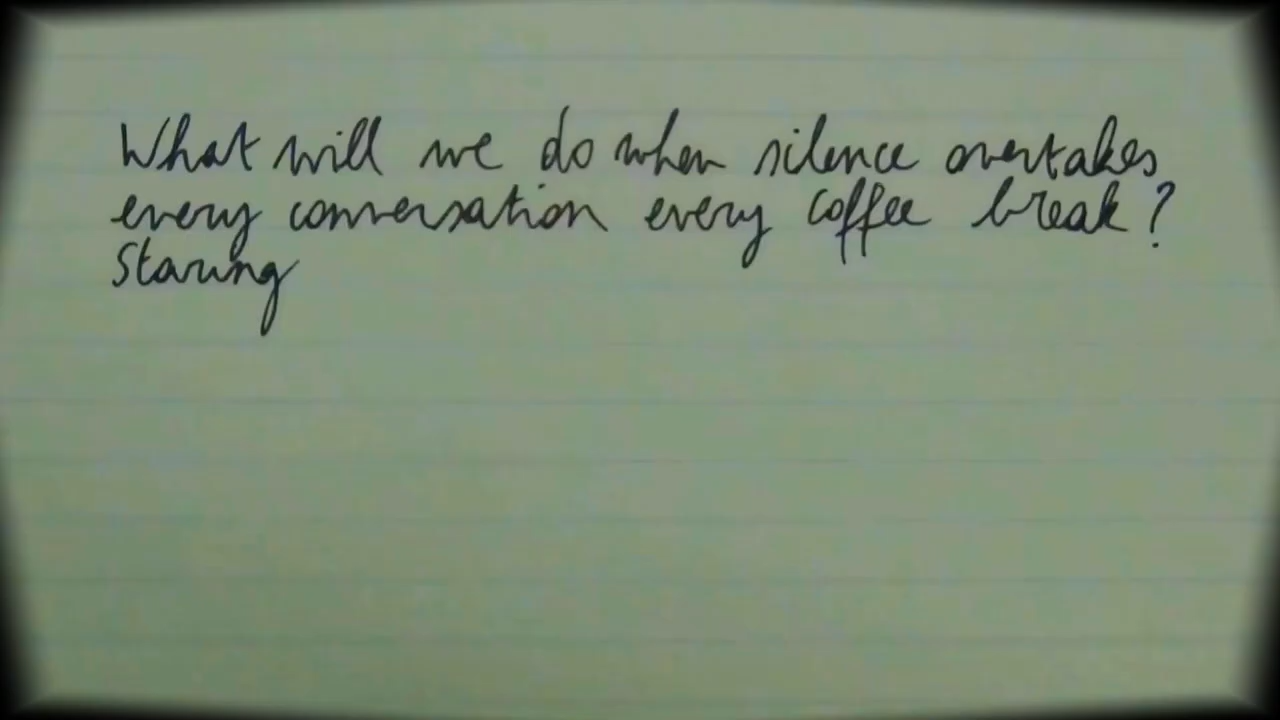 What will we do when silence overtakes
every conversation every coffee break?
Staring